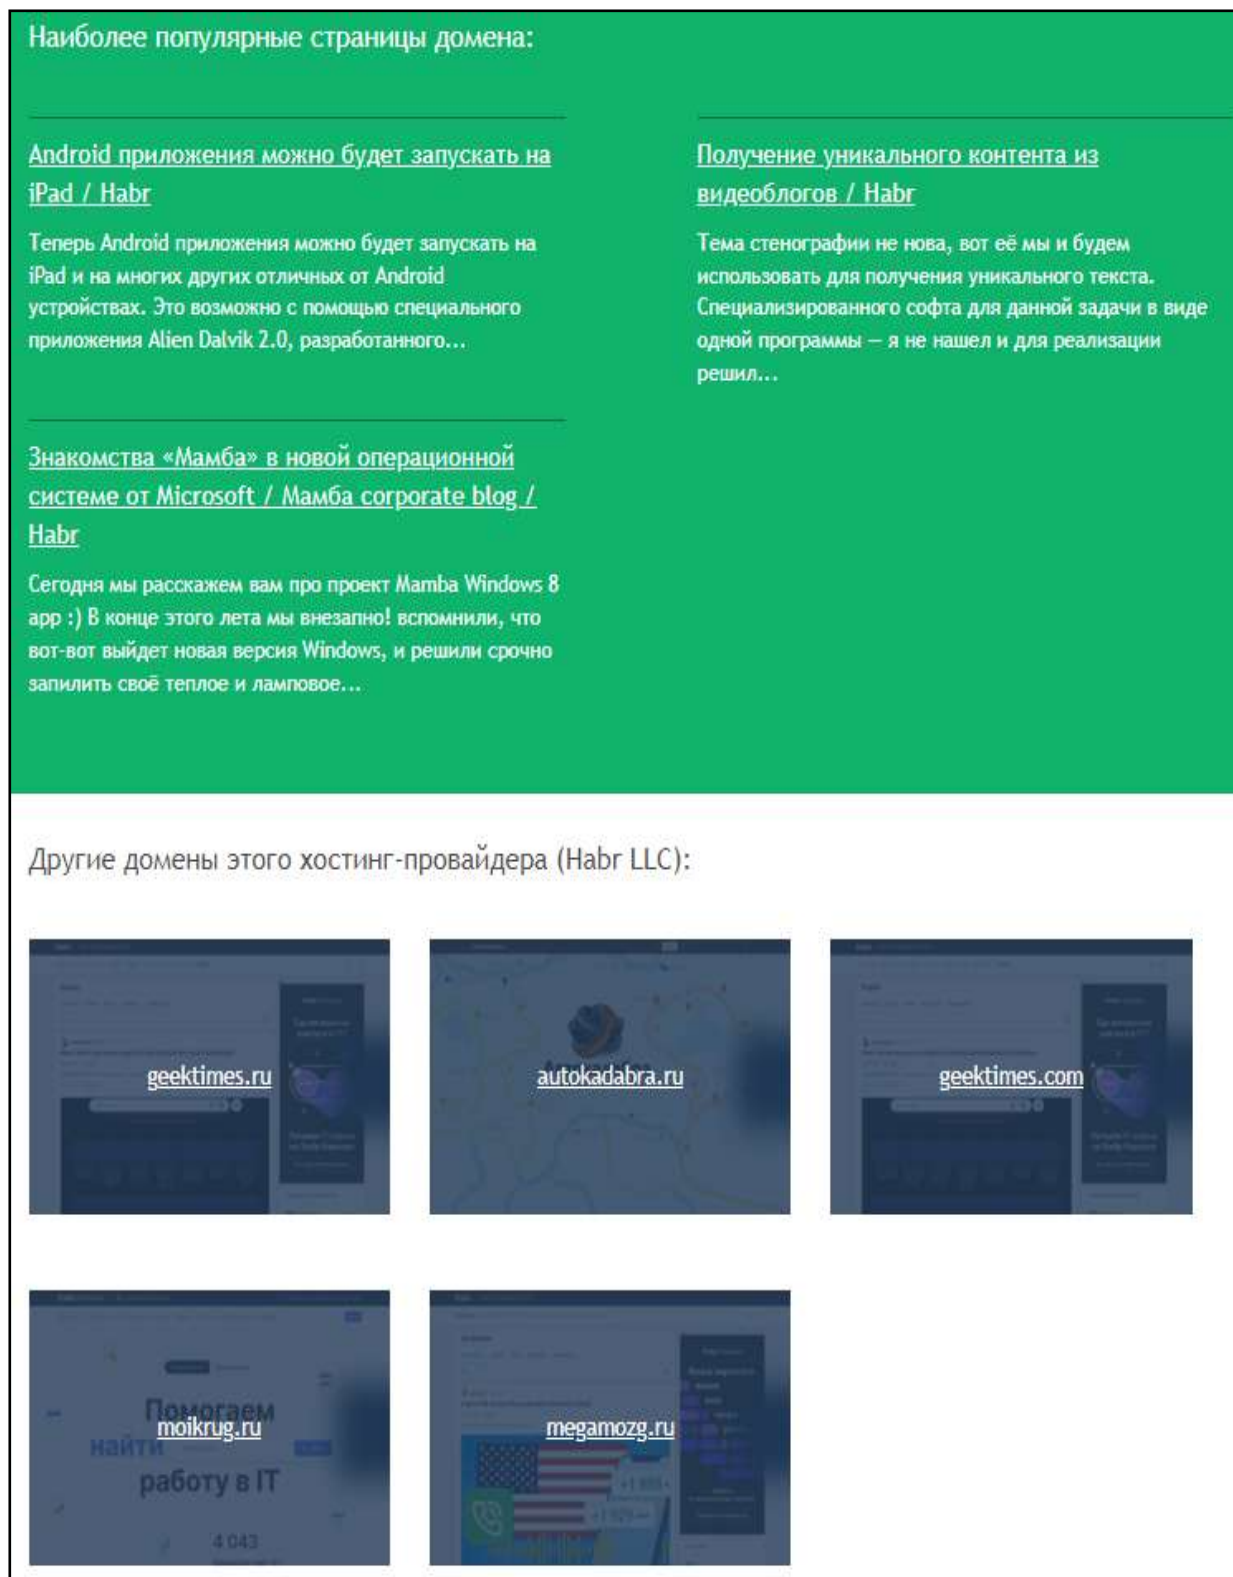 Наиболее популярные страницы домена:
Android приложения можно будет запускать на
iPad / Habr
Теперь Android приложения можно будет запускать на
iPad и на многих других отличных от Android
устройствах. Это возможно с помощью специального
приложения Alien Dalvik 2.0, разработанного...
Получение уникального контента из
видеоблогов / Habr
Тема стенографии не нова, вот её мы и будем
использовать для получения уникального текста.
Специализированного софта для данной задачи в виде
одной программы — я не нашел и для реализации
решил...
Знакомства «Мамба» в новой операционной
системе от Microsoft / Мамба corporate blog /
Habr
Сегодня мы расскажем вам про проект Mamba Windows 8
app :) В конце этого лета мы внезапно! вспомнили, что
вот-вот выйдет новая версия Windows, и решили срочно
запилить своё теплое и ламповое...
Другие домены этого хостинг-провайдера (Habr LLC):
geektimes.ru
autokadabra.ru
geektimes.com
Помогаем
moikrug.ru
найти
работу в IT
4 043
megamozg.ru